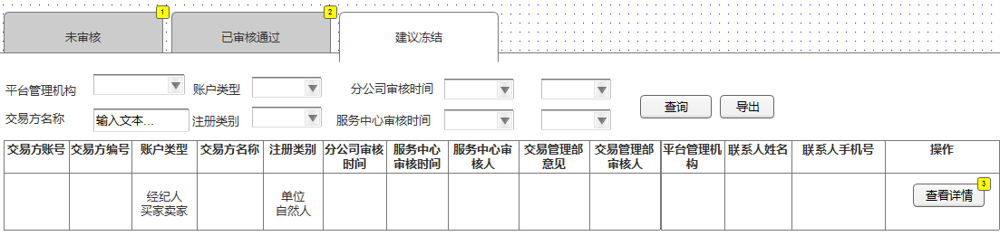 1
2
未审核
已审核通过
建议冻结
平台管理机构
账户类型
分公司审核时间
查询
导出
交易方名称
输入文本...
注册类别
服务中心审核时间
交易方账号
交易方编号
账户类型
交易方名称
注册类别
分公司审核
时间
服务中心
审核时间
服务中心审
核人
交易管理部
意见
交易管理部
审核人
平台管理机
构
联系人姓名
联系人手机号
操作
经纪人
买家卖家
单位
自然人
查看详情
3